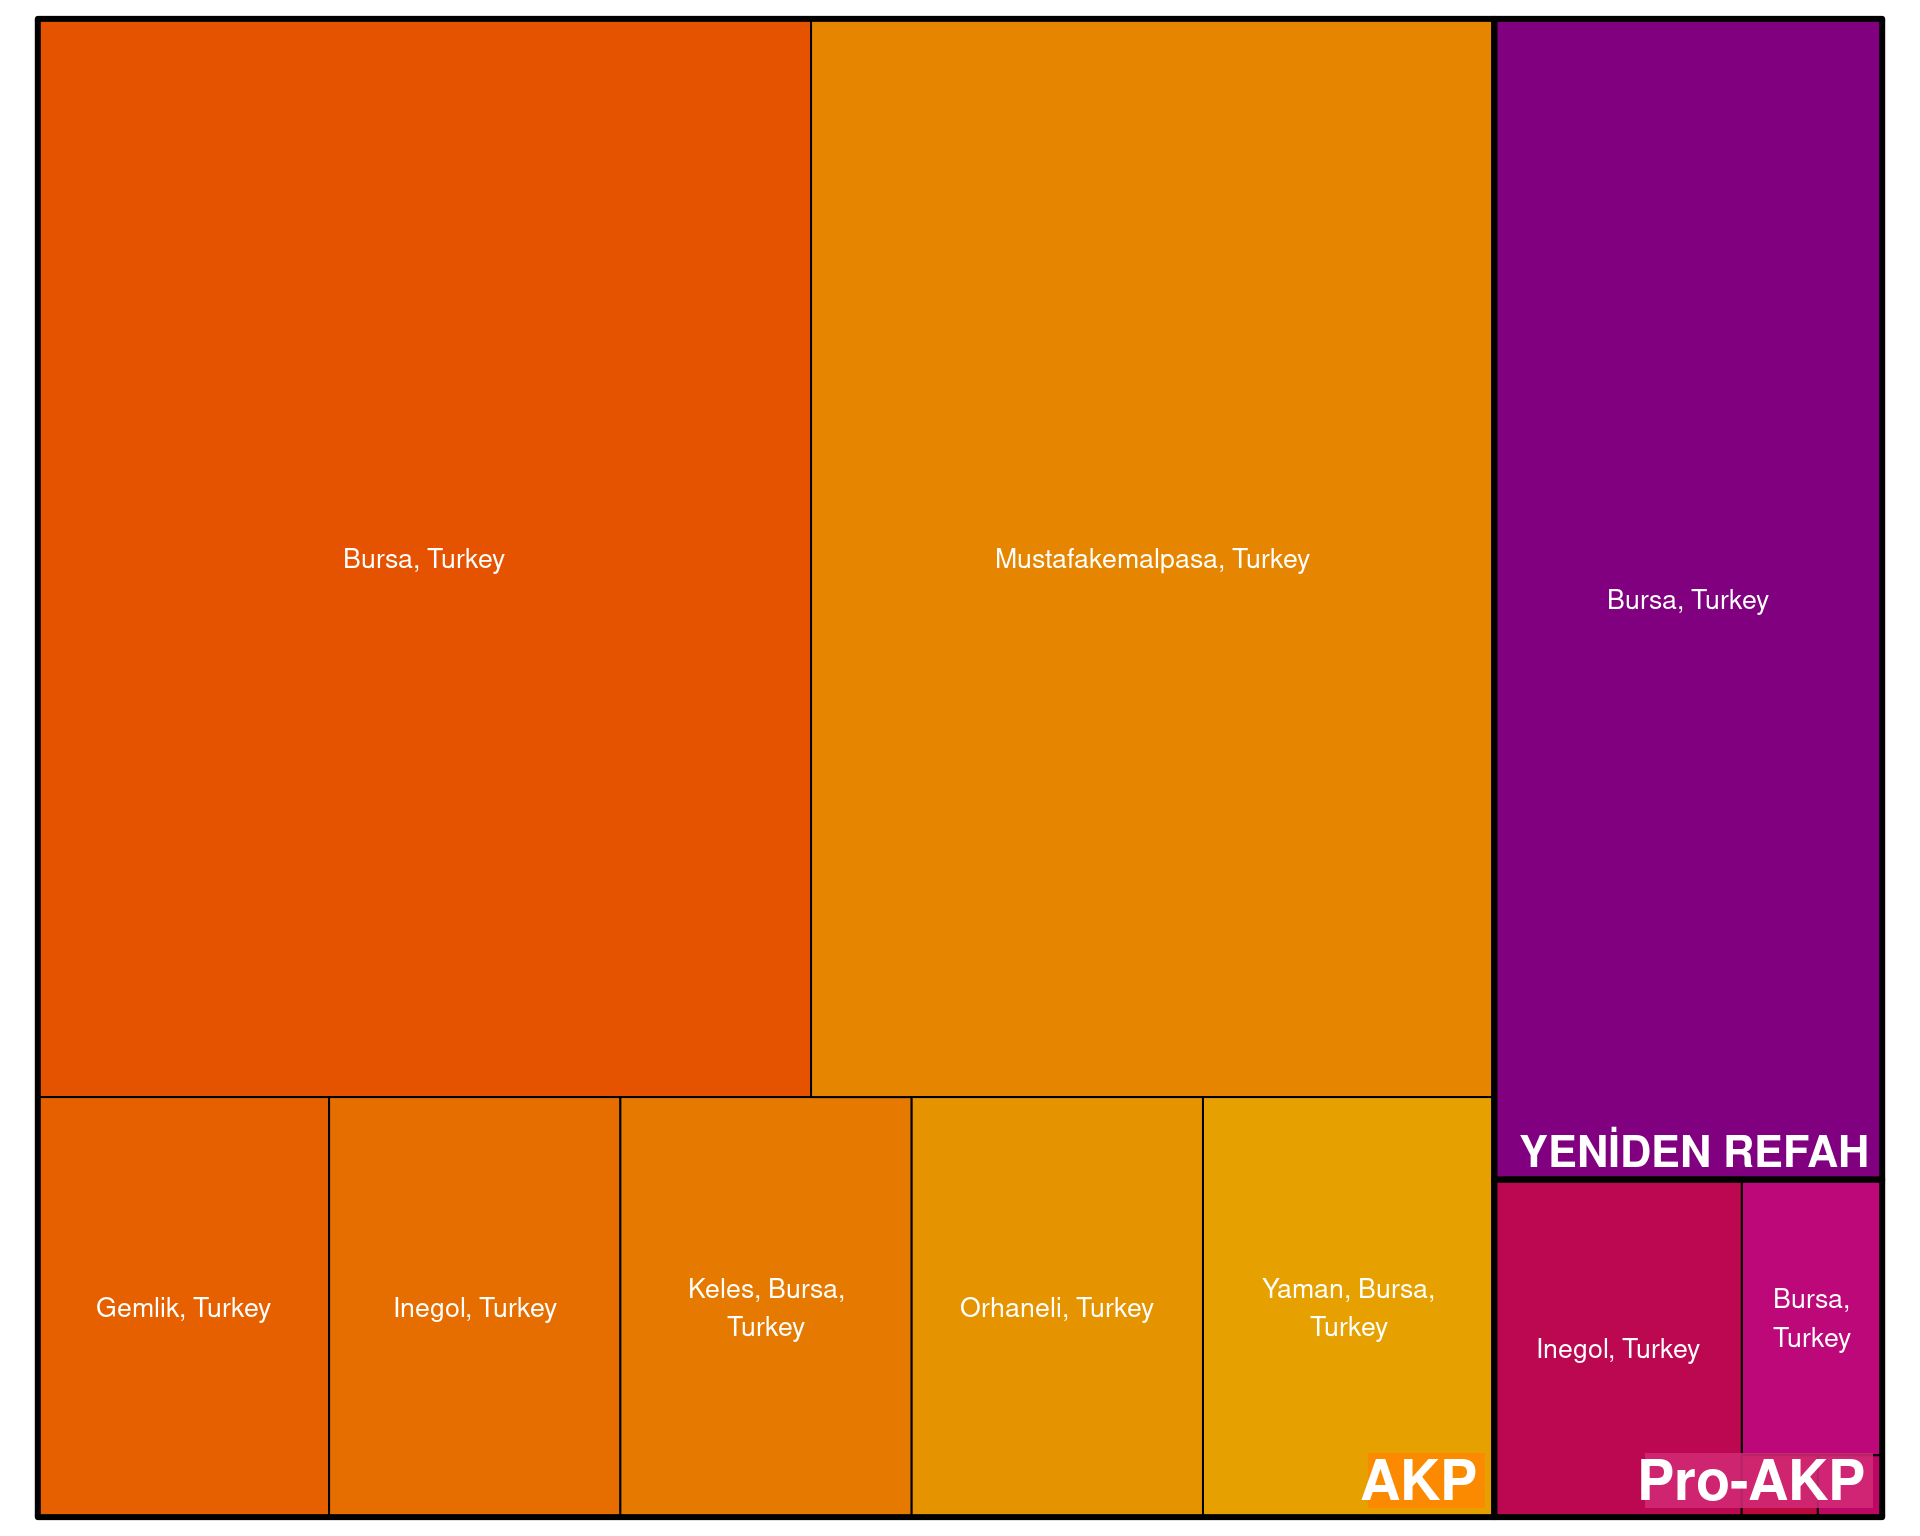 Bursa, Turkey
Mustafakemalpasa, Turkey
Bursa, Turkey
YENİDEN REFAH
Gemlik, Turkey
Inegol, Turkey
Keles, Bursa,
Turkey
Orhaneli, Turkey
Yaman, Bursa,
Turkey
AKP
Inegol, Turkey
Bursa,
Turkey
Pro-AKP